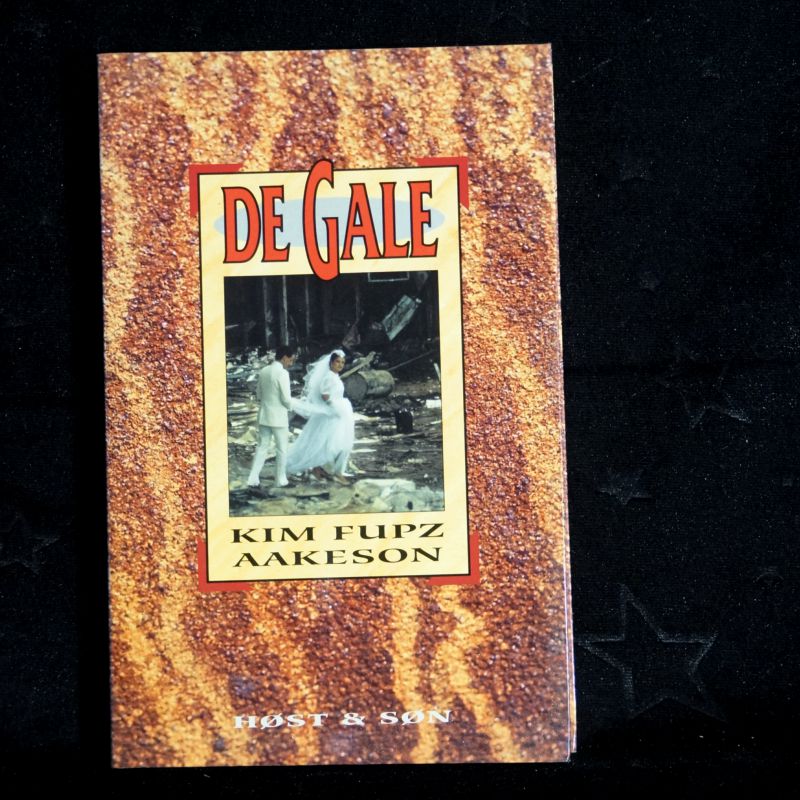 DE GALE
KIM FUPZ
AAKESON
HØST & SØN